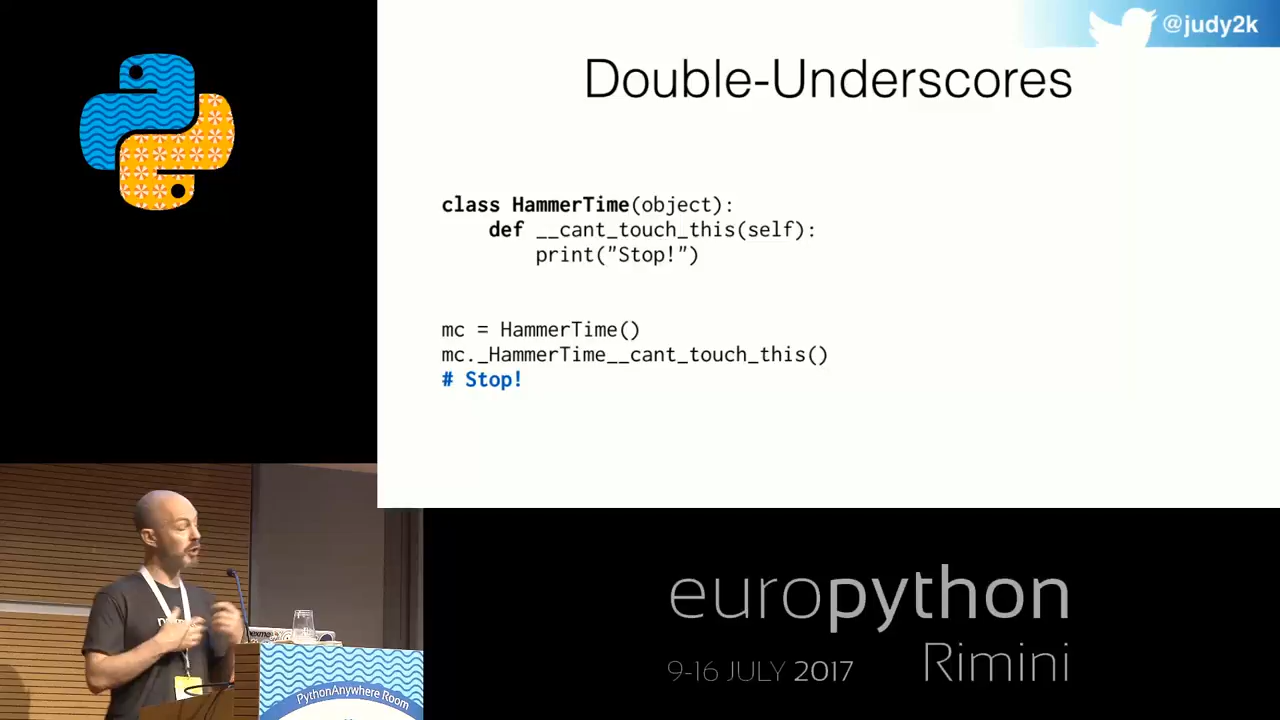 @judy2k
Double-Underscores
class HammerTime(object):
    def __cant_touch_this(self):
        print("Stop!")
mc = HammerTime()
mc._HammerTime__cant_touch_this()
# Stop!
europython
Rimini
9-16 JULY 2017
PythonAnywhere Room